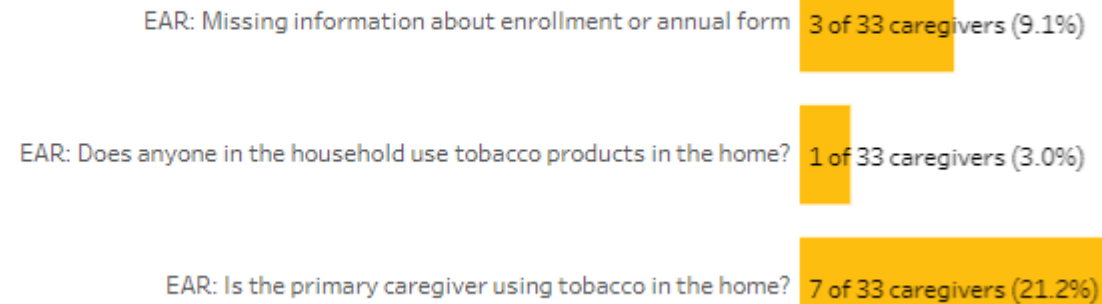 EAR: Missing information about enrollment or annual form 3 of 33 caregivers (9.1%)
EAR: Does anyone in the household use tobacco products in the home? 1 of 33 caregivers (3.0%)
EAR: Is the primary caregiver using tobacco in the home? 7 of 33 caregivers (21.2%)